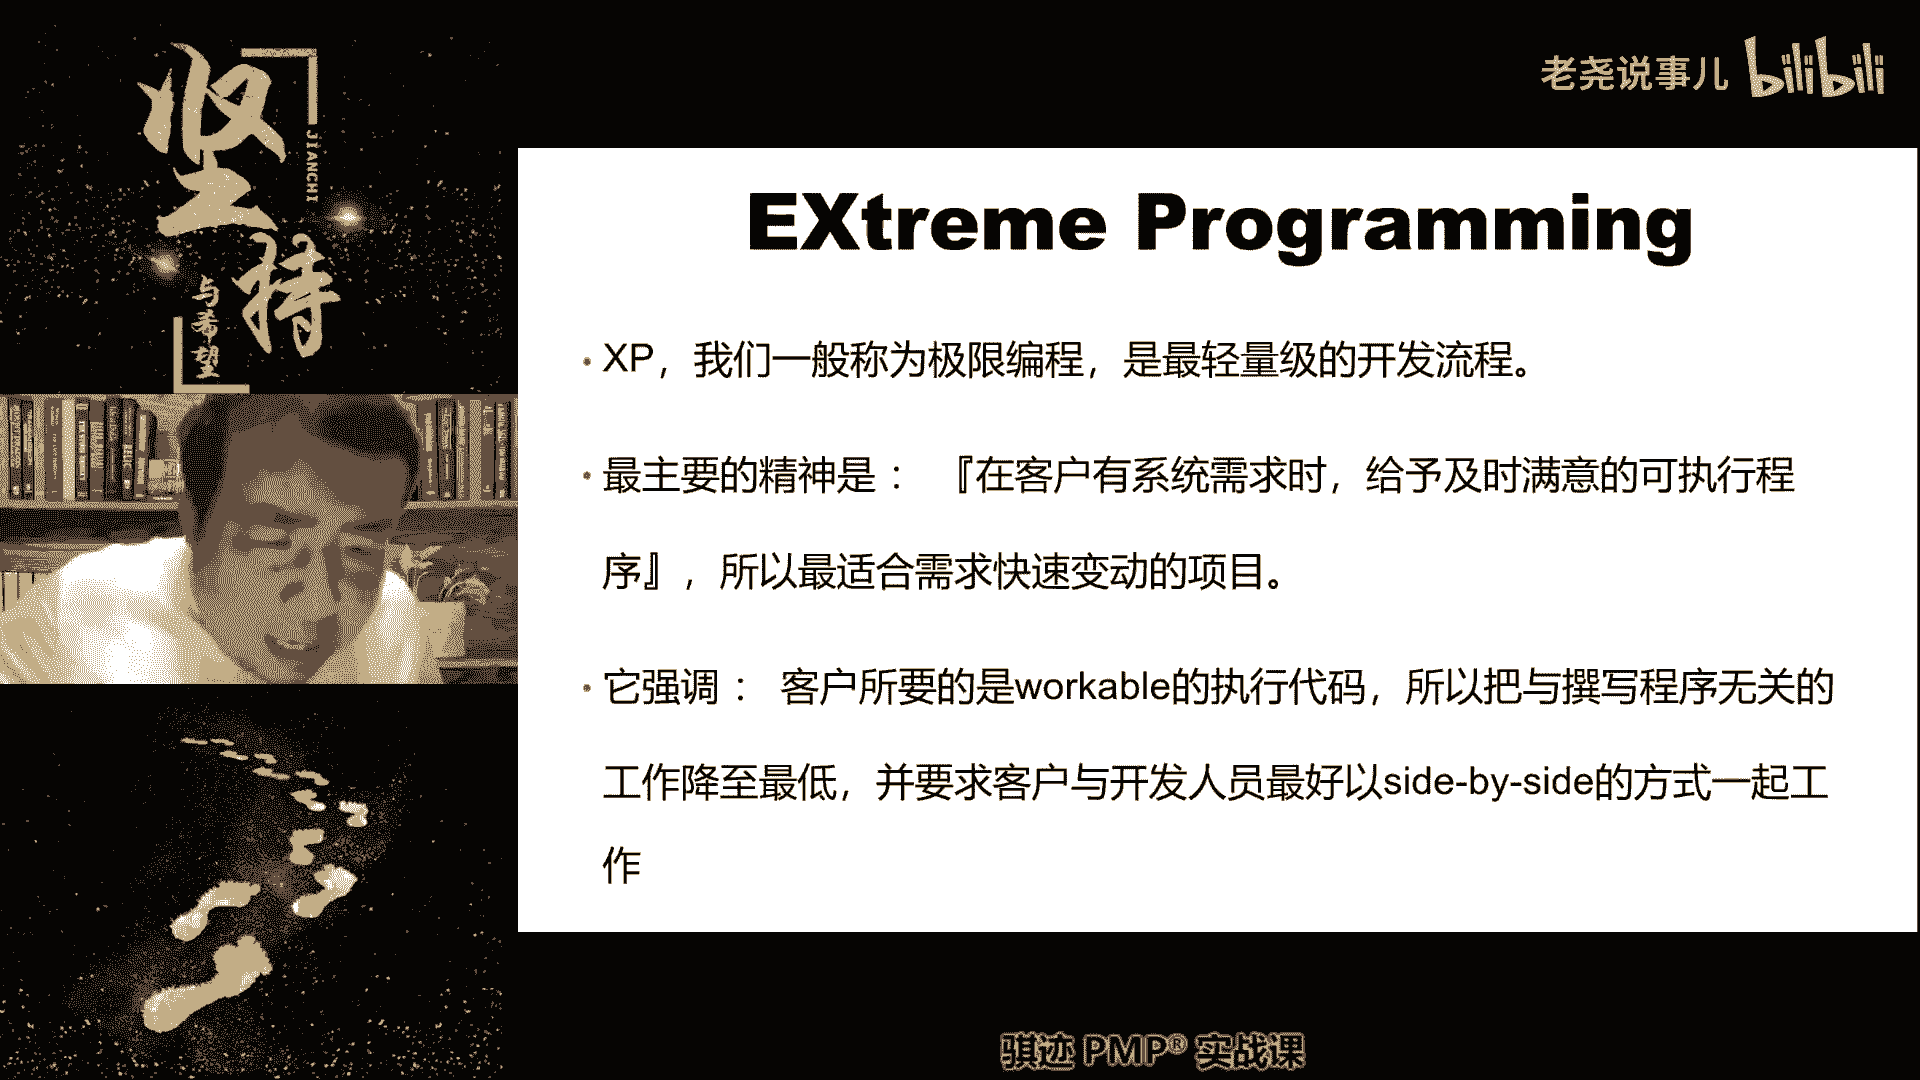 坚持
JIANCHI
与希望
老尧说事儿 bilibili
EXtreme Programming
• XP，我们一般称为极限编程，是最轻量级的开发流程。
• 最主要的精神是： 『在客户有系统需求时，给予及时满意的可执行程
序』，所以最适合需求快速变动的项目。
• 它强调： 客户所要的是workable的执行代码，所以把与撰写程序无关的
工作降至最低，并要求客户与开发人员最好以side-by-side的方式一起工
作
骐迹 PMP® 实战课